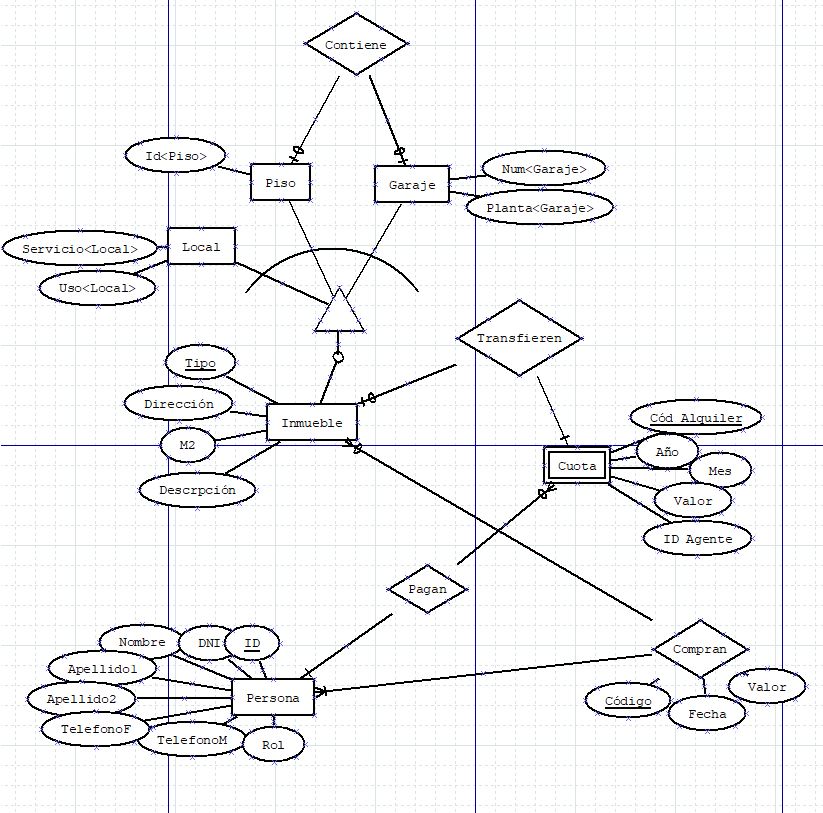 Contiene
Id<Piso>
Piso
Garaje
Num<Garaje>
Planta<Garaje>
Servicio<Local>
Local
Uso<Local>
Transfieren
Tipo
Dirección
Inmueble
M2
Descrpción
Cód Alquiler
Año
Cuota
Mes
Valor
ID Agente
Pagan
Nombre
DNI
ID
Apellido1
Apellido2
Persona
TelefonoF
TelefonoM
Rol
Compran
Código
Fecha
Valor